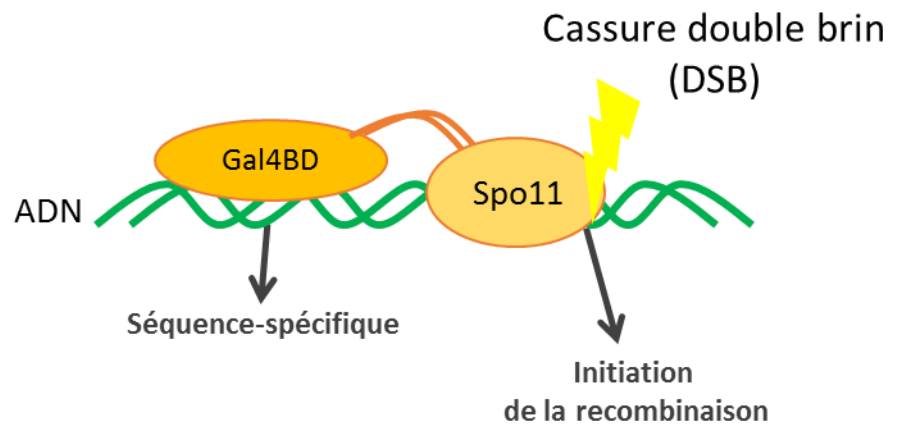 Cassure double brin
(DSB)
Gal4BD
Spo11
ADN
Séquence-spécifique
Initiation
de la recombinaison